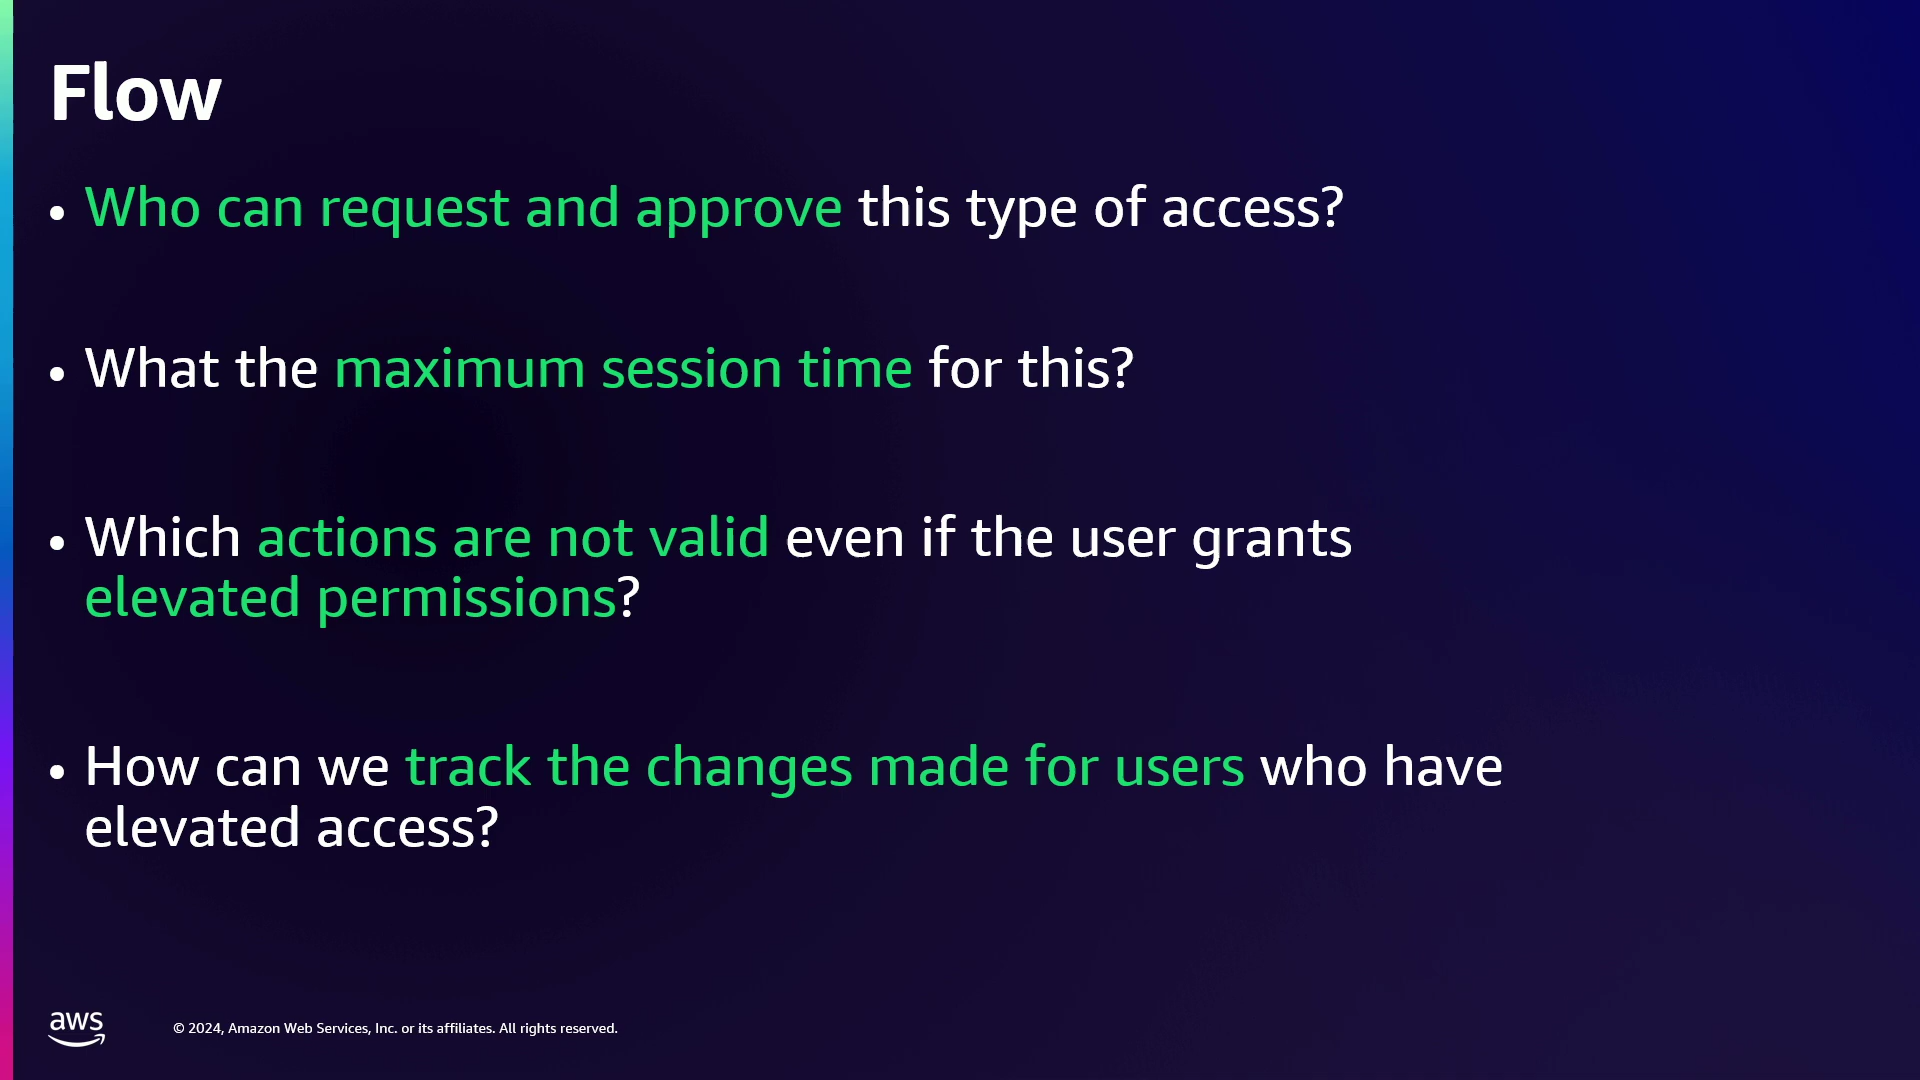 Flow
• Who can request and approve this type of access?
• What the maximum session time for this?
• Which actions are not valid even if the user grants
elevated permissions?
• How can we track the changes made for users who have
elevated access?
aws
© 2024, Amazon Web Services, Inc. or its affiliates. All rights reserved.